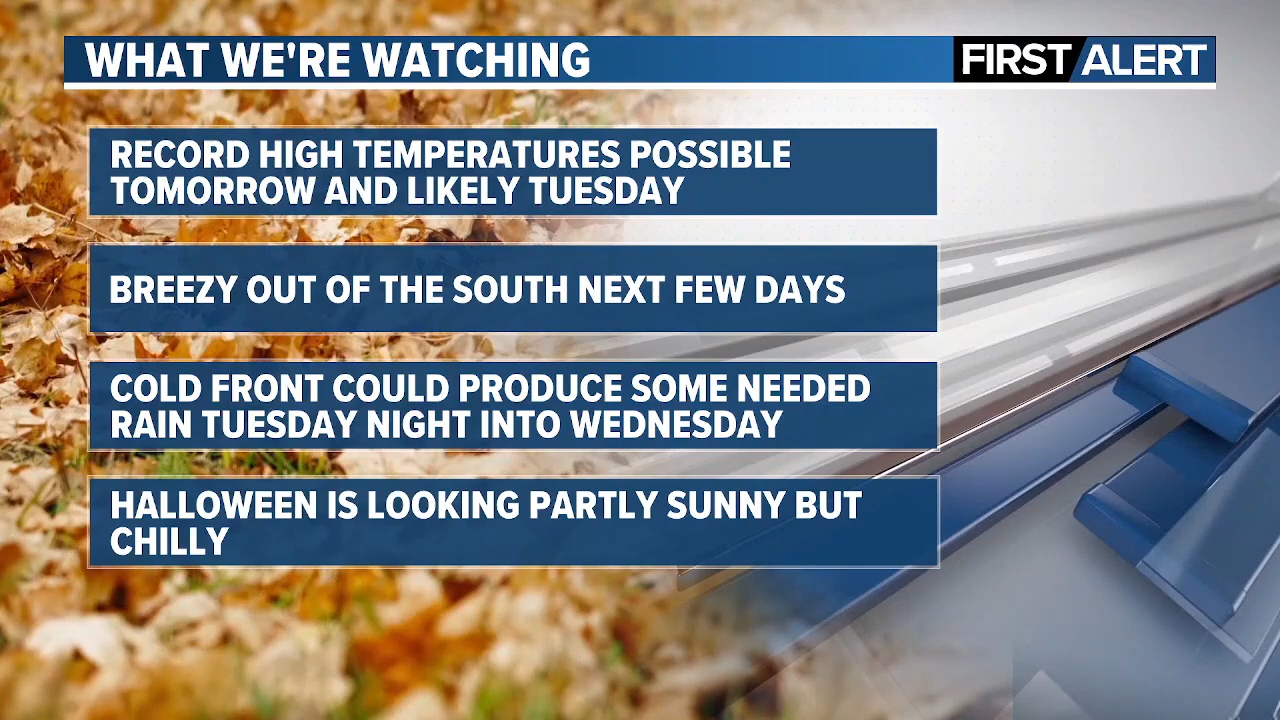 WHAT WE'RE WATCHING
FIRST ALERT
RECORD HIGH TEMPERATURES POSSIBLE
TOMORROW AND LIKELY TUESDAY
BREEZY OUT OF THE SOUTH NEXT FEW DAYS
COLD FRONT COULD PRODUCE SOME NEEDED
RAIN TUESDAY NIGHT INTO WEDNESDAY
HALLOWEEN IS LOOKING PARTLY SUNNY BUT
CHILLY